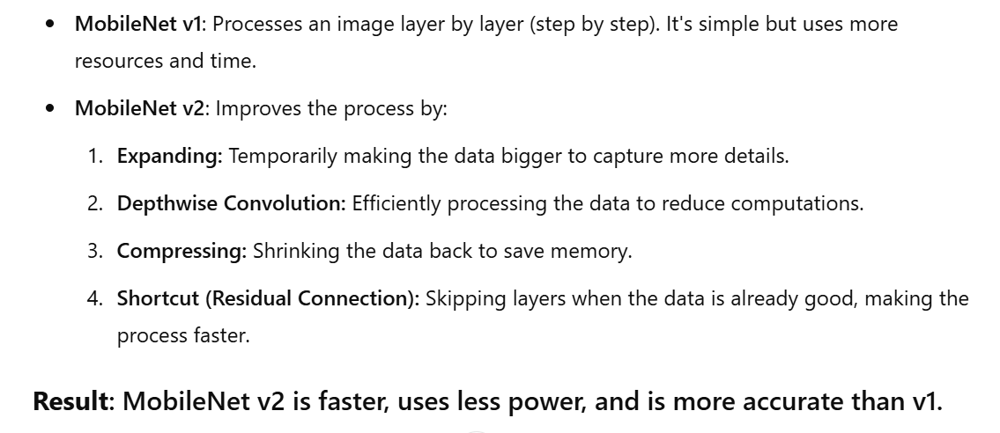 • MobileNet v1: Processes an image layer by layer (step by step). It's simple but uses more
resources and time.
• MobileNet v2: Improves the process by:
1. Expanding: Temporarily making the data bigger to capture more details.
2. Depthwise Convolution: Efficiently processing the data to reduce computations.
3. Compressing: Shrinking the data back to save memory.
4. Shortcut (Residual Connection): Skipping layers when the data is already good, making the
process faster.
Result: MobileNet v2 is faster, uses less power, and is more accurate than v1.